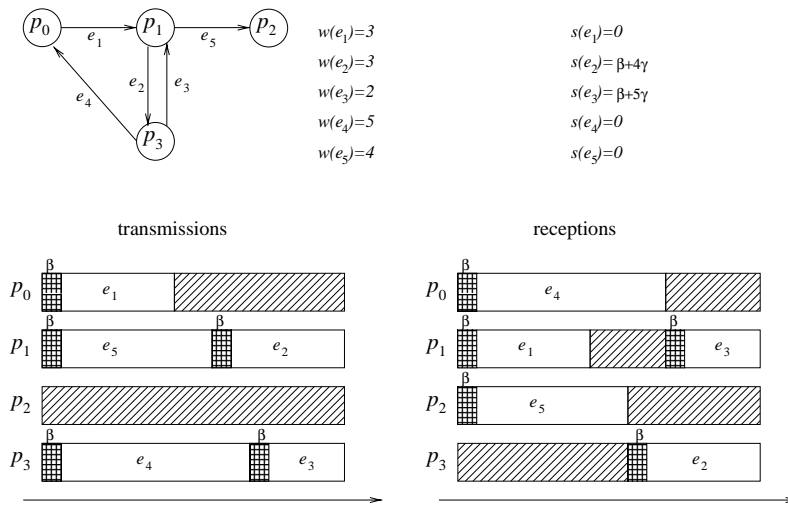 p0 e1 p1 e5 p2
e2 e3
e4
p3
w(e1)=3 s(e1)=0
w(e2)=3 s(e2)= β+4γ
w(e3)=2 s(e3)= β+5γ
w(e4)=5 s(e4)=0
w(e5)=4 s(e5)=0
transmissions receptions
β β
p0 e1 p0 e4
β β β β
p1 e5 e2 p1 e1 e3
β
p2 p2 e5
β β β
p3 e4 e3 p3 e2